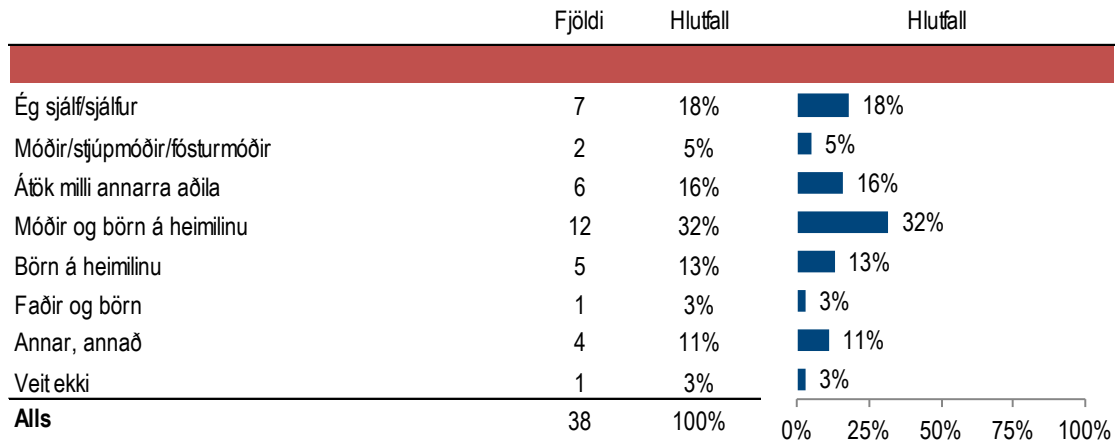 Fjöldi Hlutfall Hlutfall
Ég sjálf/sjálfur 7 18% 18%
Móðir/stjúpmóðir/fósturmóðir 2 5% 5%
Átök milli annarra aðila 6 16% 16%
Móðir og börn á heimilinu 12 32% 32%
Börn á heimilinu 5 13% 13%
Faðir og börn 1 3% 3%
Annar, annað 4 11% 11%
Veit ekki 1 3% 3%
Alls 38 100%
0% 25% 50% 75% 100%